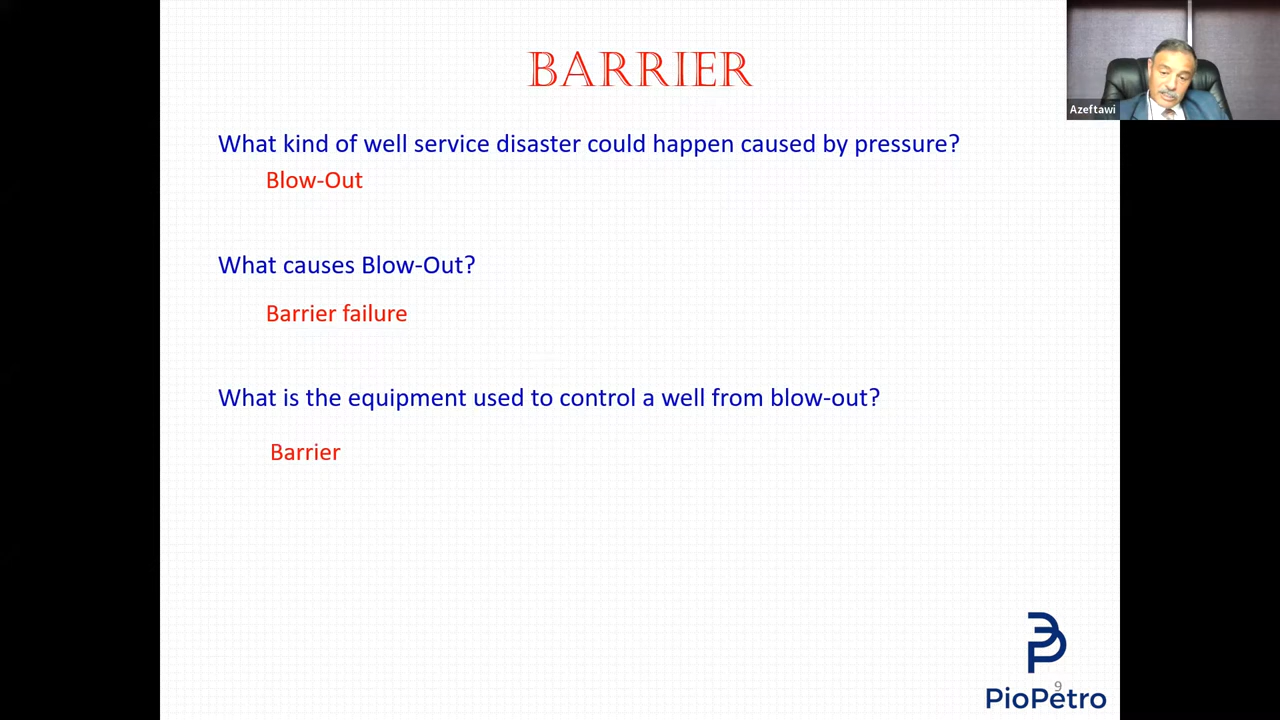 BARRIER
Azeftawi
What kind of well service disaster could happen caused by pressure?
Blow-Out
What causes Blow-Out?
Barrier failure
What is the equipment used to control a well from blow-out?
Barrier
9
PioPetro